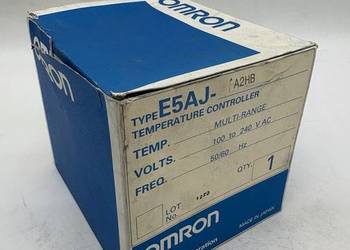 OMRON
omron
A2HB
TYPE E5AJ-
TEMPERATURE CONTROLLER
TEMP. MULTI-RANGE
VOLTS. 100 to 240 V AC
FREQ. 50/60 Hz
QTY. 1
LOT
No.
MADE IN JAPAN
omron